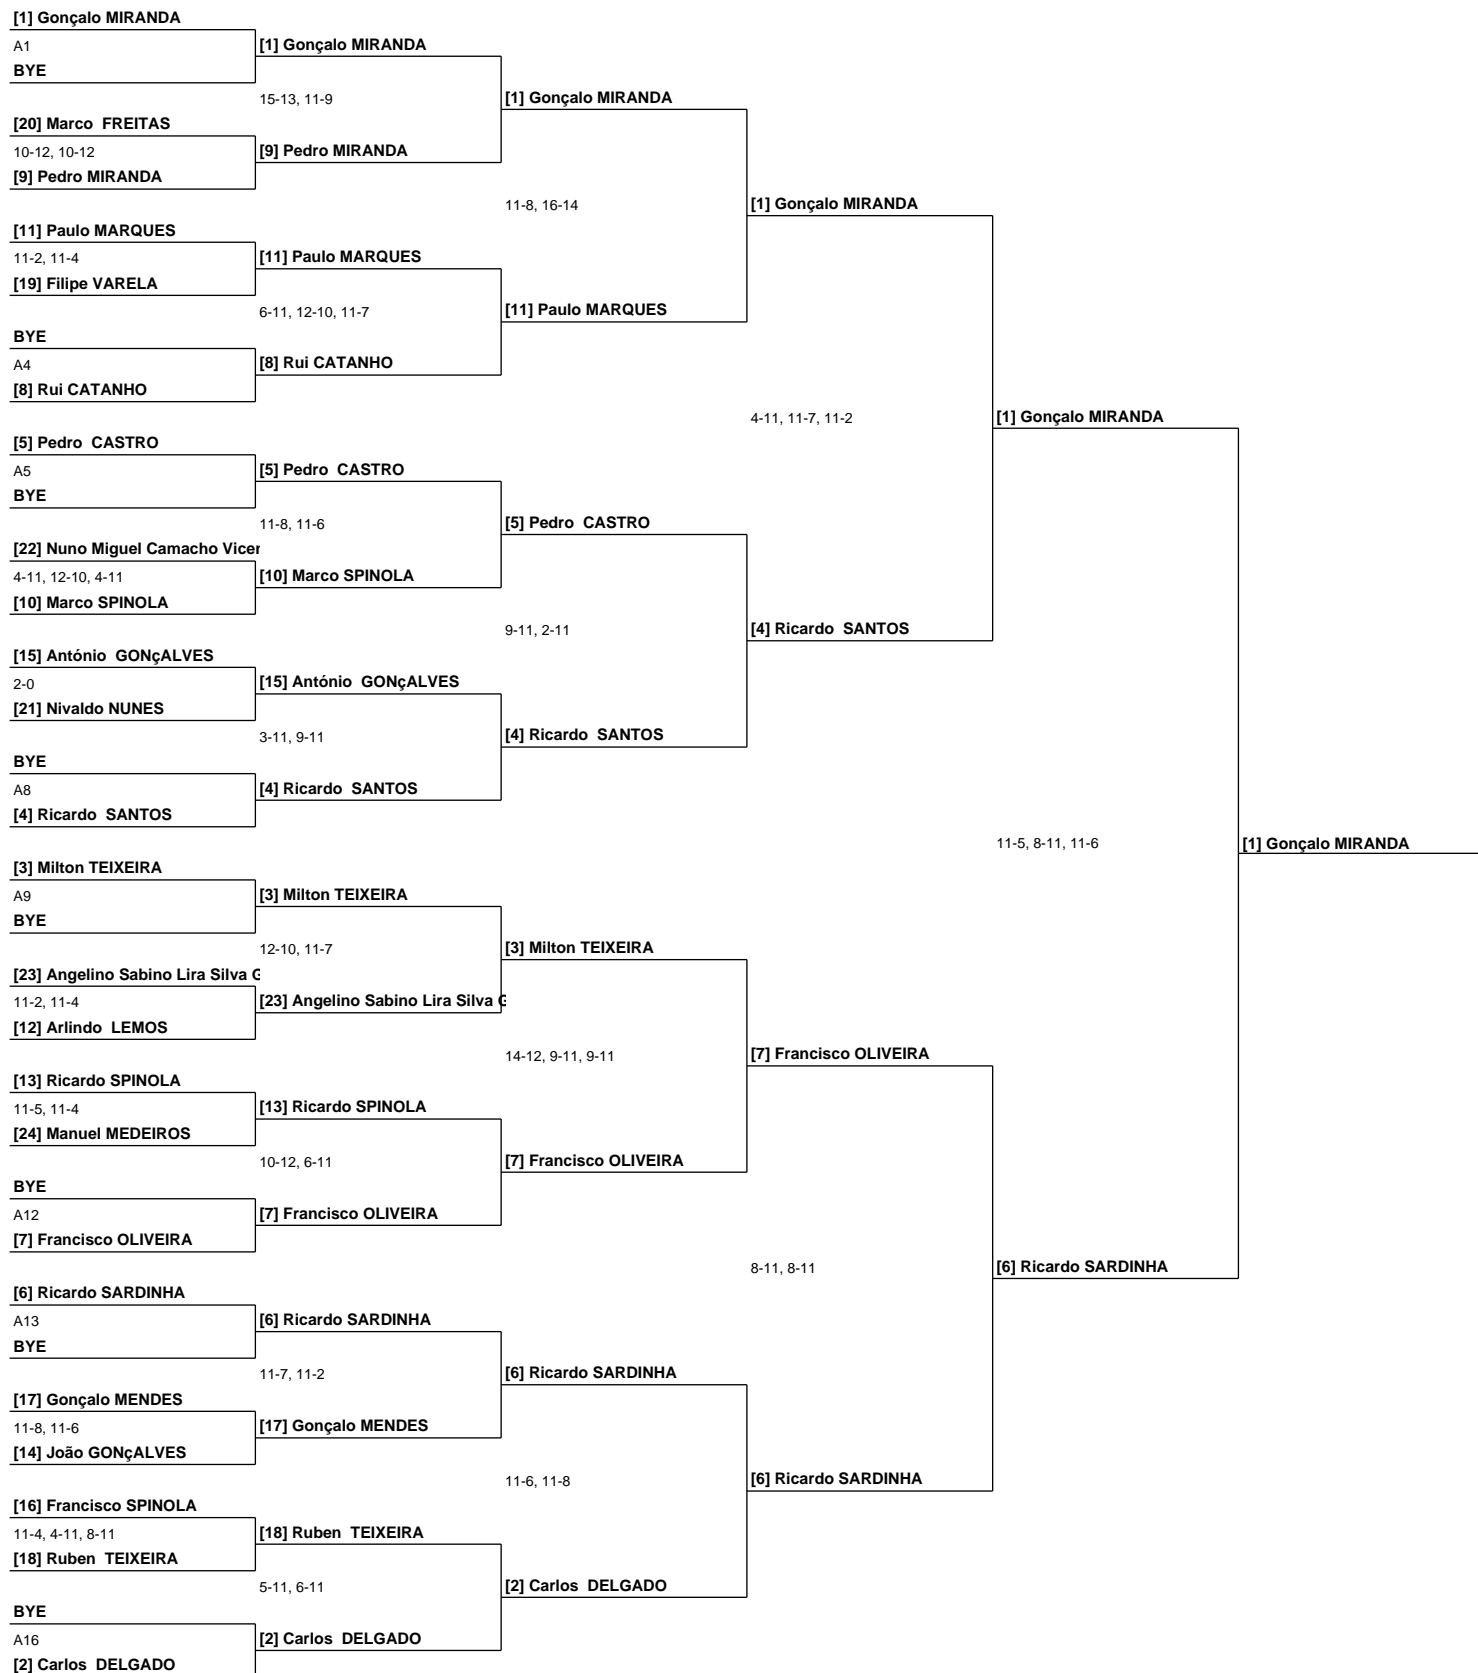 [1] Gonçalo MIRANDA
A1
[1] Gonçalo MIRANDA
BYE
15-13, 11-9
[1] Gonçalo MIRANDA
[20] Marco  FREITAS
10-12, 10-12
[9] Pedro MIRANDA
[9] Pedro MIRANDA
11-8, 16-14
[1] Gonçalo MIRANDA
[11] Paulo MARQUES
11-2, 11-4
[11] Paulo MARQUES
[19] Filipe VARELA
6-11, 12-10, 11-7
[11] Paulo MARQUES
BYE
A4
[8] Rui CATANHO
[8] Rui CATANHO
4-11, 11-7, 11-2
[1] Gonçalo MIRANDA
[5] Pedro  CASTRO
A5
[5] Pedro  CASTRO
BYE
11-8, 11-6
[5] Pedro  CASTRO
[22] Nuno Miguel Camacho Vicer
4-11, 12-10, 4-11
[10] Marco SPINOLA
[10] Marco SPINOLA
9-11, 2-11
[4] Ricardo  SANTOS
[15] António  GONçALVES
2-0
[15] António  GONçALVES
[21] Nivaldo NUNES
3-11, 9-11
[4] Ricardo  SANTOS
BYE
A8
[4] Ricardo  SANTOS
[4] Ricardo  SANTOS
11-5, 8-11, 11-6
[1] Gonçalo MIRANDA
[3] Milton TEIXEIRA
A9
[3] Milton TEIXEIRA
BYE
12-10, 11-7
[3] Milton TEIXEIRA
[23] Angelino Sabino Lira Silva G
11-2, 11-4
[23] Angelino Sabino Lira Silva G
[12] Arlindo  LEMOS
14-12, 9-11, 9-11
[7] Francisco OLIVEIRA
[13] Ricardo SPINOLA
11-5, 11-4
[13] Ricardo SPINOLA
[24] Manuel MEDEIROS
10-12, 6-11
[7] Francisco OLIVEIRA
BYE
A12
[7] Francisco OLIVEIRA
[7] Francisco OLIVEIRA
8-11, 8-11
[6] Ricardo SARDINHA
[6] Ricardo SARDINHA
A13
[6] Ricardo SARDINHA
BYE
11-7, 11-2
[6] Ricardo SARDINHA
[17] Gonçalo MENDES
11-8, 11-6
[17] Gonçalo MENDES
[14] João GONçALVES
11-6, 11-8
[6] Ricardo SARDINHA
[16] Francisco SPINOLA
11-4, 4-11, 8-11
[18] Ruben  TEIXEIRA
[18] Ruben  TEIXEIRA
5-11, 6-11
[2] Carlos  DELGADO
BYE
A16
[2] Carlos  DELGADO
[2] Carlos  DELGADO